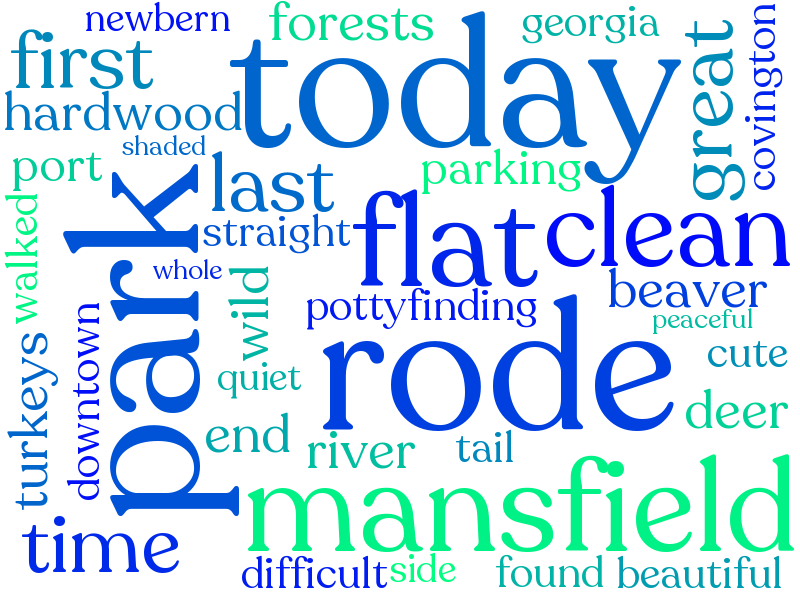 newbern
forests
georgia
first
today
great
covington
hardwood
shaded
port
last
parking
walked
park
straight
flat
clean
whole
wild
pottyfinding
beaver
peaceful
turkeys
downtown
quiet
rode
cute
deer
end
river
tail
mansfield
time
difficult
side
found
beautiful